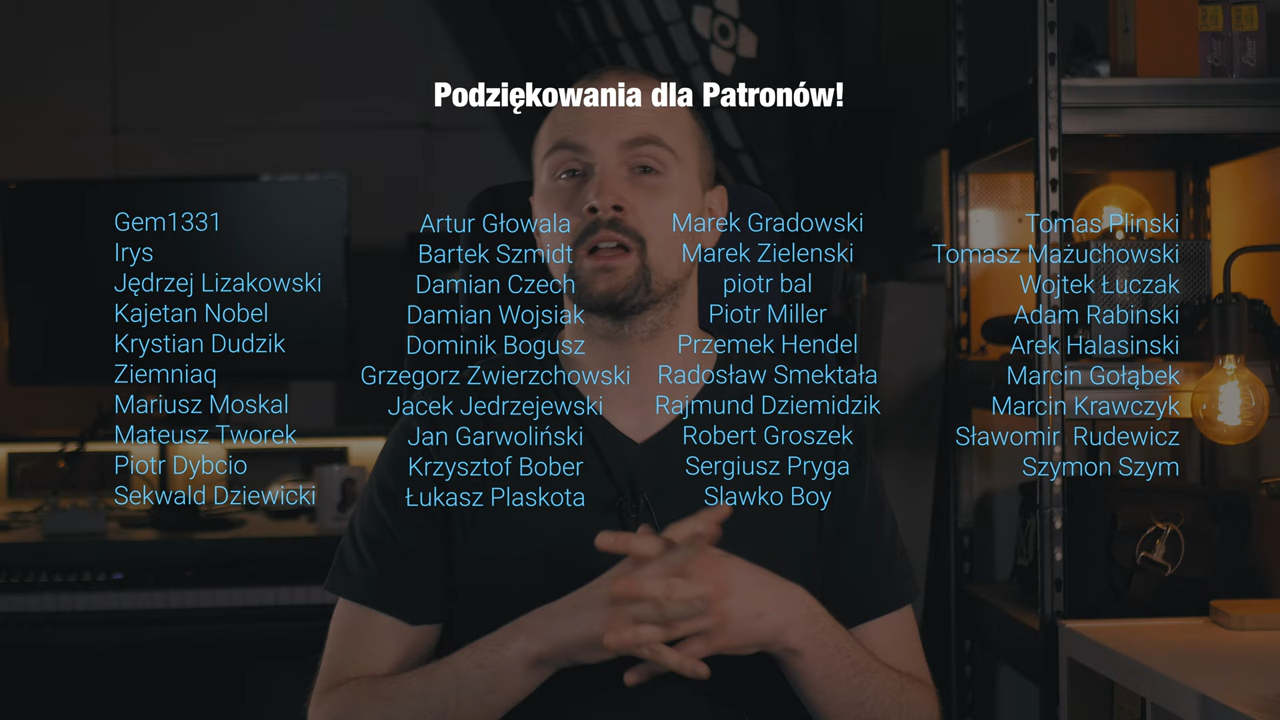 Podziękowania dla Patronów!
Gem1331
Irys
Jędrzej Lizakowski
Kajetan Nobel
Krystian Dudzik
Ziemniaq
Mariusz Moskal
Mateusz Tworek
Piotr Dybcio
Sekwald Dziewicki
Artur Głowala
Bartek Szmidt
Damian Czech
Damian Wojsiak
Dominik Bogusz
Grzegorz Zwierzchowski
Jacek Jedrzejewski
Jan Garwoliński
Krzysztof Bober
Łukasz Plaskota
Marek Gradowski
Marek Zielenski
piotr bal
Piotr Miller
Przemek Hendel
Radosław Smektała
Rajmund Dziemidzik
Robert Groszek
Sergiusz Pryga
Slawko Boy
Tomas Plinski
Tomasz Mażuchowski
Wojtek Łuczak
Adam Rabinski
Arek Halasinski
Marcin Gołąbek
Marcin Krawczyk
Sławomir  Rudewicz
Szymon Szym